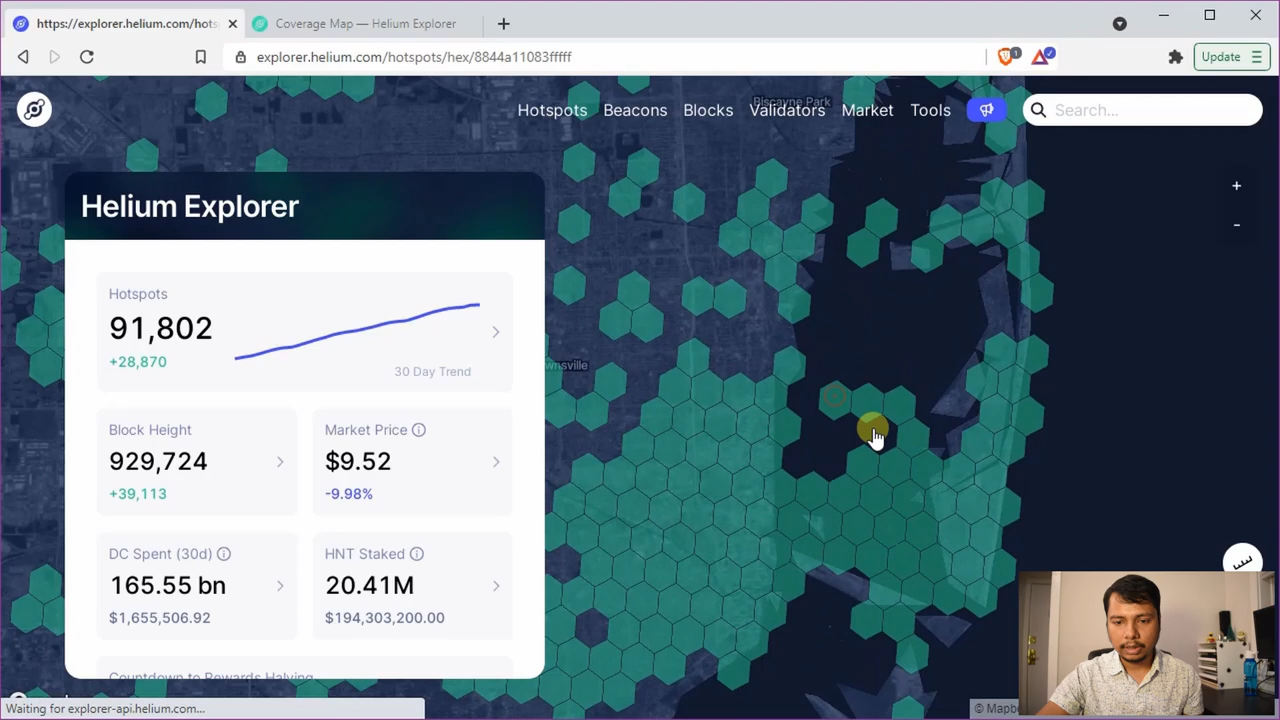 https://explorer.helium.com/hots
Coverage Map — Helium Explorer
explorer.helium.com/hotspots/hex/8844a11083fffff
1
Update
Biscayne Park
Hotspots
Beacons
Blocks
Validators
Market
Tools
Search...
Helium Explorer
+
-
Hotspots
91,802
+28,870
30 Day Trend
wnsville
Block Height
929,724
+39,113
Market Price
$9.52
-9.98%
DC Spent (30d)
165.55 bn
$1,655,506.92
HNT Staked
20.41M
$194,303,200.00
Countdown to Rewards Halving
Waiting for explorer-api.helium.com...
© Mapb